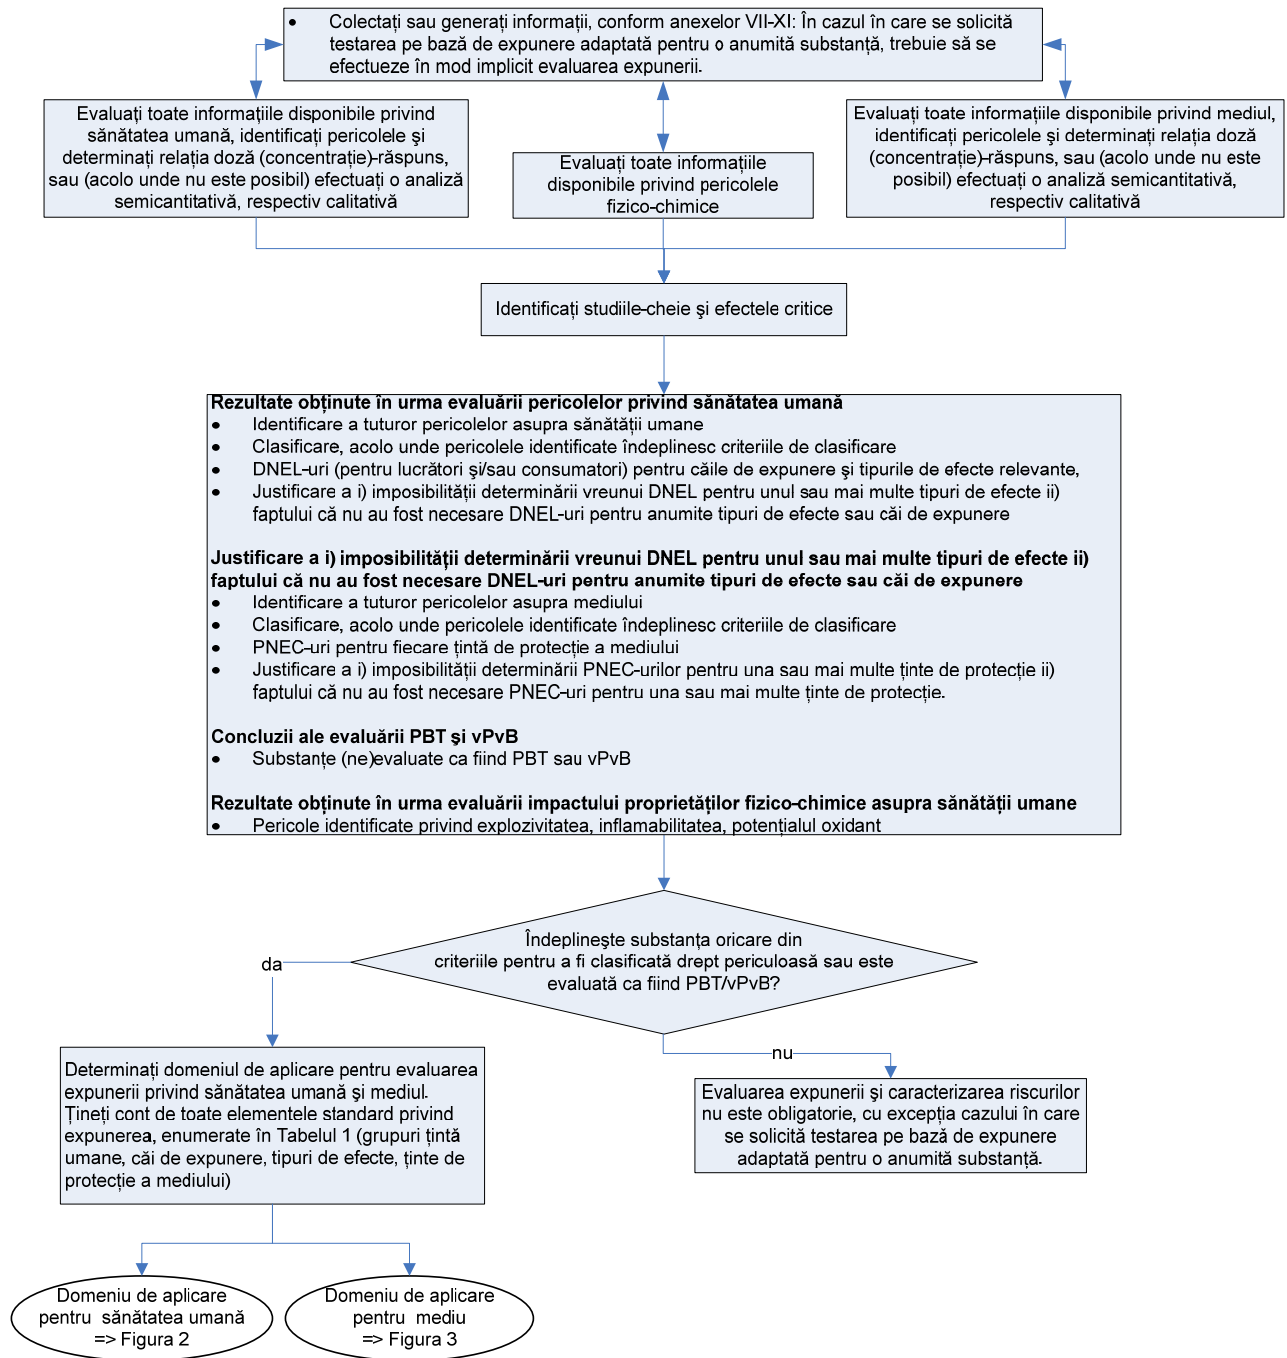 • Colectați sau generați informații, conform anexelor VII-XI: În cazul în care se solicită
testarea pe bază de expunere adaptată pentru o anumită substanță, trebuie să se
efectueze în mod implicit evaluarea expunerii.
Evaluați toate informațiile disponibile privind
sănătatea umană, identificați pericolele şi
determinați relația doză (concentrație)-răspuns,
sau (acolo unde nu este posibil) efectuați o analiză
semicantitativă, respectiv calitativă
Evaluați toate informațiile
disponibile privind pericolele
fizico-chimice
Evaluați toate informațiile disponibile privind mediul,
identificați pericolele şi determinați relația doză
(concentrație)-răspuns, sau (acolo unde nu este
posibil) efectuați o analiză semicantitativă,
respectiv calitativă
Identificați studiile-cheie şi efectele critice
Rezultate obținute în urma evaluării pericolelor privind sănătatea umană
• Identificare a tuturor pericolelor asupra sănătății umane
• Clasificare, acolo unde pericolele identificate îndeplinesc criteriile de clasificare
• DNEL-uri (pentru lucrători şi/sau consumatori) pentru căile de expunere şi tipurile de efecte relevante,
• Justificare a i) imposibilității determinării vreunui DNEL pentru unul sau mai multe tipuri de efecte ii)
faptului că nu au fost necesare DNEL-uri pentru anumite tipuri de efecte sau căi de expunere
Justificare a i) imposibilității determinării vreunui DNEL pentru unul sau mai multe tipuri de efecte ii)
faptului că nu au fost necesare DNEL-uri pentru anumite tipuri de efecte sau căi de expunere
• Identificare a tuturor pericolelor asupra mediului
• Clasificare, acolo unde pericolele identificate îndeplinesc criteriile de clasificare
• PNEC-uri pentru fiecare țintă de protecție a mediului
• Justificare a i) imposibilității determinării PNEC-urilor pentru una sau mai multe ținte de protecție ii)
faptului că nu au fost necesare PNEC-uri pentru una sau mai multe ținte de protecție.
Concluzii ale evaluării PBT şi vPvB
• Substanțe (ne)evaluate ca fiind PBT sau vPvB
Rezultate obținute în urma evaluării impactului proprietăților fizico-chimice asupra sănătății umane
• Pericole identificate privind explozivitatea, inflamabilitatea, potențialul oxidant
Îndeplineşte substanța oricare din
criteriile pentru a fi clasificată drept periculoasă sau este
evaluată ca fiind PBT/vPvB?
da
nu
Determinați domeniul de aplicare pentru evaluarea
expunerii privind sănătatea umană şi mediul.
Țineți cont de toate elementele standard privind
expunerea, enumerate în Tabelul 1 (grupuri țintă
umane, căi de expunere, tipuri de efecte, ținte de
protecție a mediului)
Evaluarea expunerii şi caracterizarea riscurilor
nu este obligatorie, cu excepția cazului în care
se solicită testarea pe bază de expunere
adaptată pentru o anumită substanță.
Domeniu de aplicare
pentru sănătatea umană
=> Figura 2
Domeniu de aplicare
pentru mediu
=> Figura 3